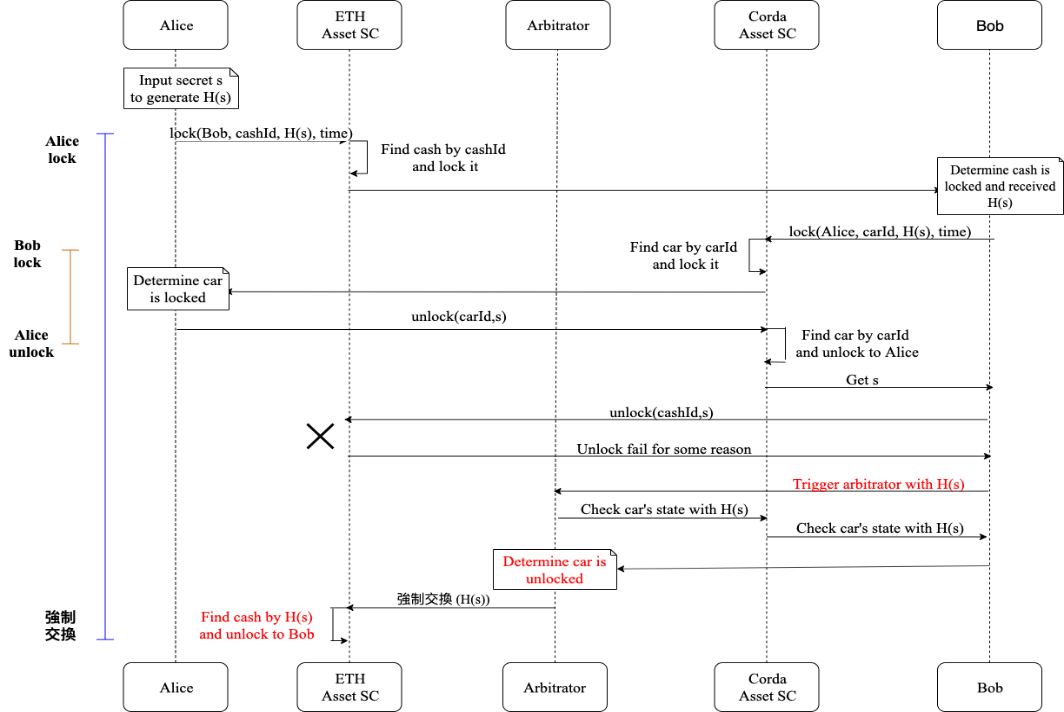 Alice
ETH
Asset SC
Arbitrator
Corda
Asset SC
Bob
Input secret s
to generate H(s)
Alice
lock
lock(Bob, cashId, H(s), time)
Find cash by cashId
and lock it
Determine cash is
locked and received
H(s)
lock(Alice, carId, H(s), time)
Bob
lock
Find car by carId
and lock it
Determine car
is locked
unlock(carId,s)
Alice
unlock
Find car by carId
and unlock to Alice
Get s
unlock(cashId,s)
Unlock fail for some reason
Trigger arbitrator with H(s)
Check car's state with H(s)
Check car's state with H(s)
Determine car is
unlocked
強制交換 (H(s))
強制
交換
Find cash by H(s)
and unlock to Bob
Alice
ETH
Asset SC
Arbitrator
Corda
Asset SC
Bob